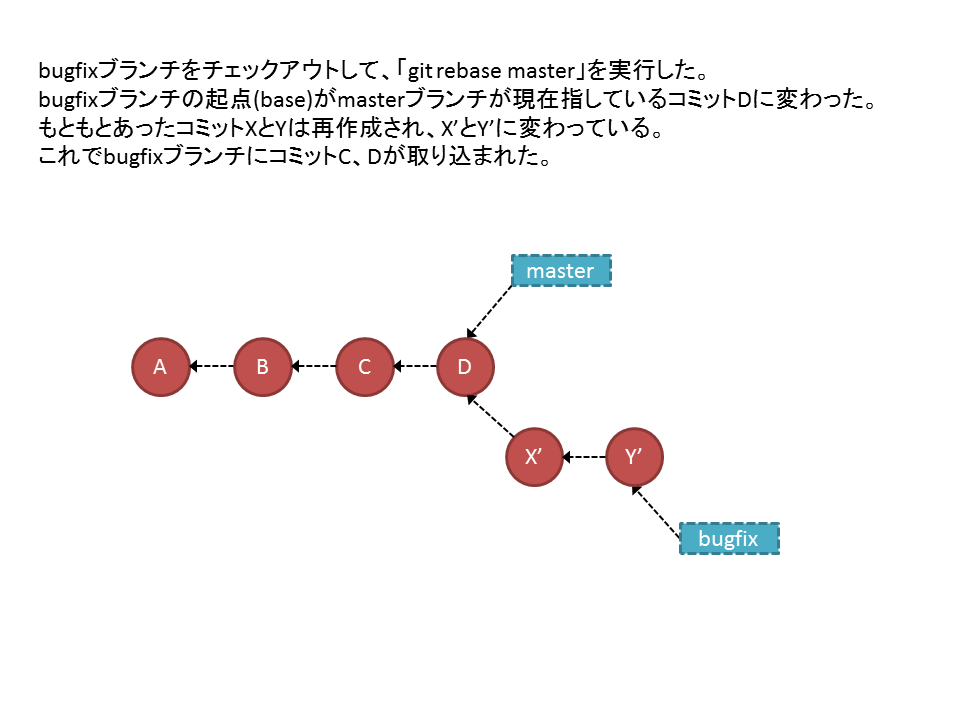 bugfixブランチをチェックアウトして、「git rebase master」を実行した。
bugfixブランチの起点(base)がmasterブランチが現在指しているコミットDに変わった。
もともとあったコミットXとYは再作成され、X’とY’に変わっている。
これでbugfixブランチにコミットC、Dが取り込まれた。
master
A
B
C
D
X’
Y’
bugfix